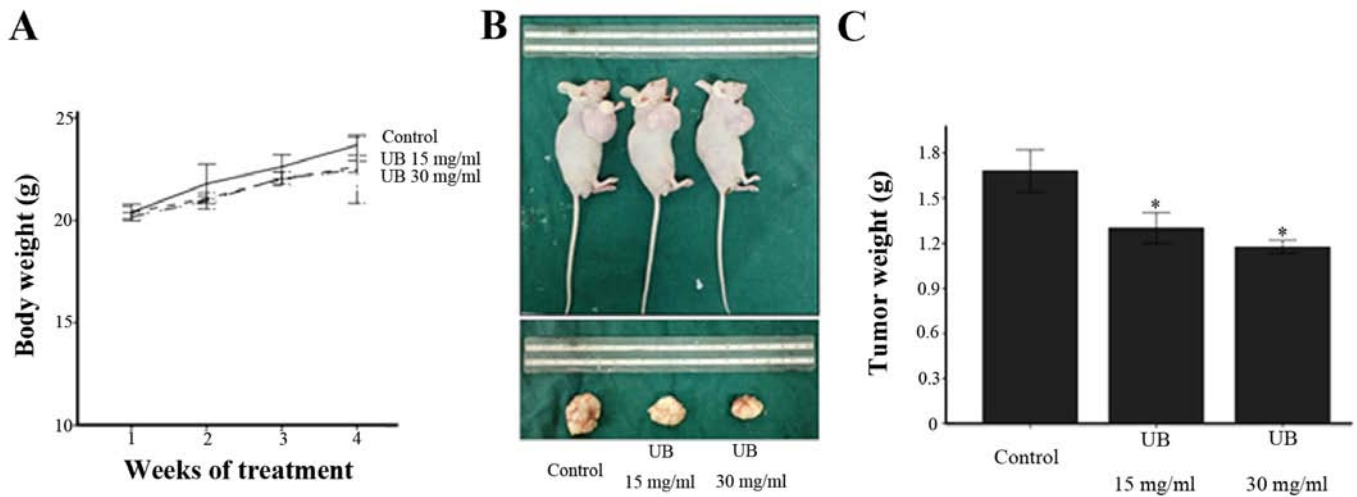 A
Body weight (g)
25
20
15
10
Control
UB 15 mg/ml
UB 30 mg/ml
1 2 3 4
Weeks of treatment
B
Control
UB
15 mg/ml
UB
30 mg/ml
C
Tumor weight (g)
1.8
1.5
1.2
0.9
0.6
0.3
0
*
*
Control
UB
15 mg/ml
UB
30 mg/ml